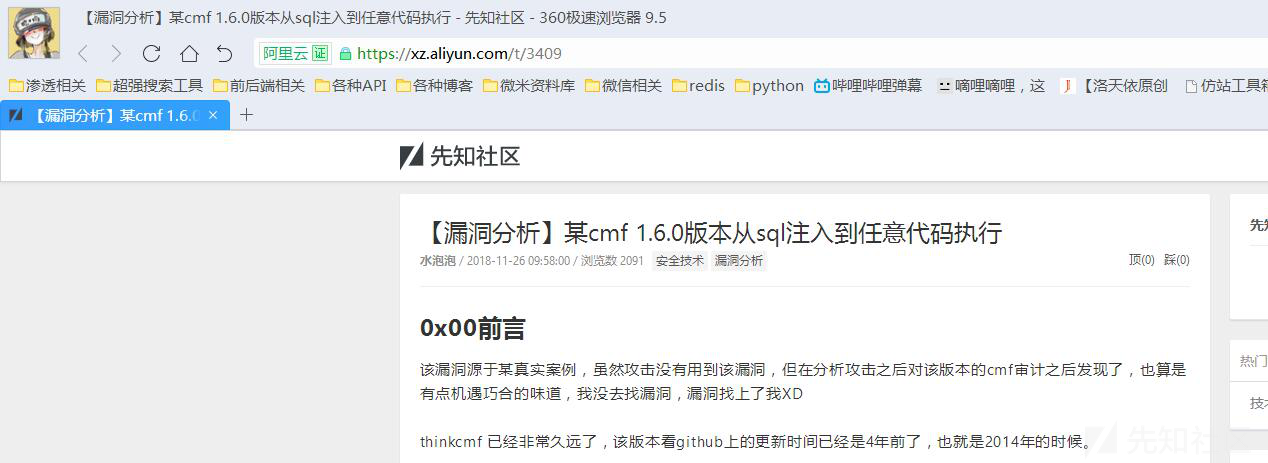 【漏洞分析】某cmf 1.6.0版本从sql注入到任意代码执行 - 先知社区 - 360极速浏览器 9.5
阿里云 证 https://xz.aliyun.com/t/3409
渗透相关 超强搜索工具 前后端相关 各种API 各种博客 微米资料库 微信相关 redis python 哔哩哔哩弹幕 嘀哩嘀哩，这 【洛天依原创 仿站工具箱
【漏洞分析】某cmf 1.6.0
先知社区
【漏洞分析】某cmf 1.6.0版本从sql注入到任意代码执行
先知
水泡泡 / 2018-11-26 09:58:00 / 浏览数 2091 安全技术 漏洞分析 顶(0) 踩(0)
0x00前言
热门
该漏洞源于某真实案例，虽然攻击没有用到该漏洞，但在分析攻击之后对该版本的cmf审计之后发现了，也算是
有点机遇巧合的味道，我没去找漏洞，漏洞找上了我XD
技术
thinkcmf 已经非常久远了，该版本看github上的更新时间已经是4年前了，也就是2014年的时候。
先知社区